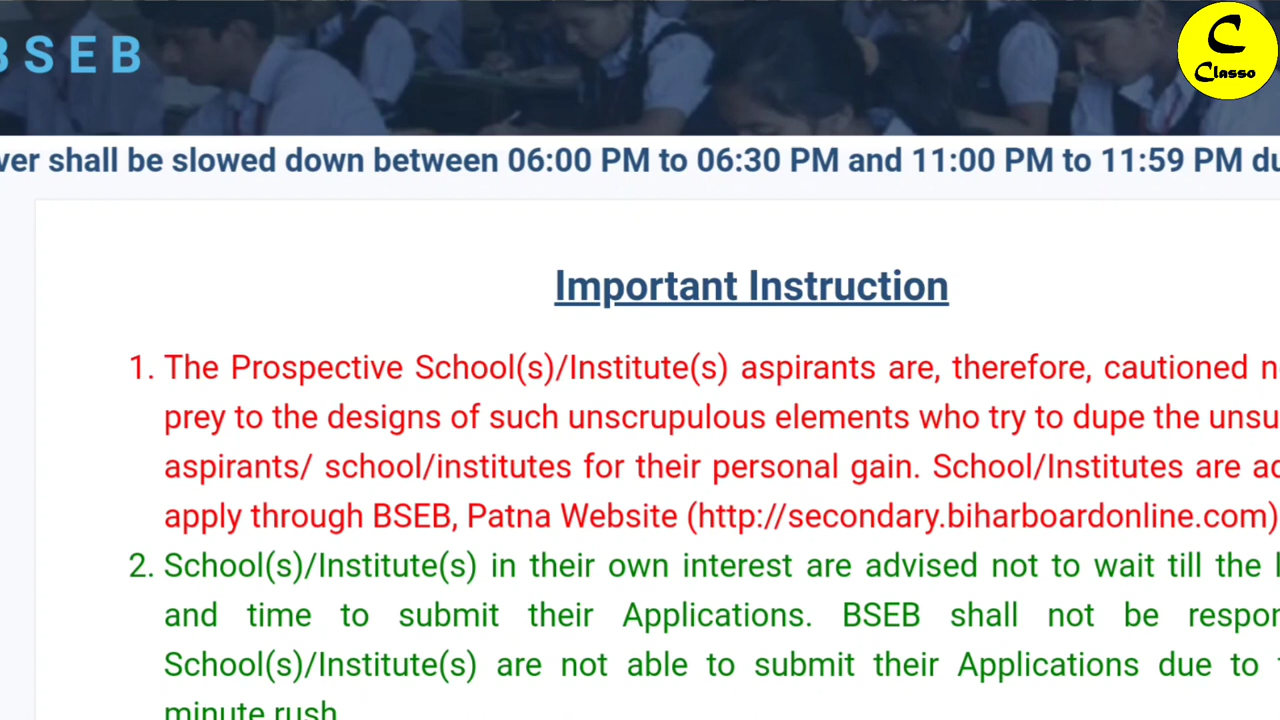 BSEB
C
Classo
ver shall be slowed down between 06:00 PM to 06:30 PM and 11:00 PM to 11:59 PM du
Important Instruction
1. The Prospective School(s)/Institute(s) aspirants are, therefore, cautioned n
prey to the designs of such unscrupulous elements who try to dupe the unsu
aspirants/ school/institutes for their personal gain. School/Institutes are ad
apply through BSEB, Patna Website (http://secondary.biharboardonline.com)
2. School(s)/Institute(s) in their own interest are advised not to wait till the l
and time to submit their Applications. BSEB shall not be respon
School(s)/Institute(s) are not able to submit their Applications due to t
minute rush